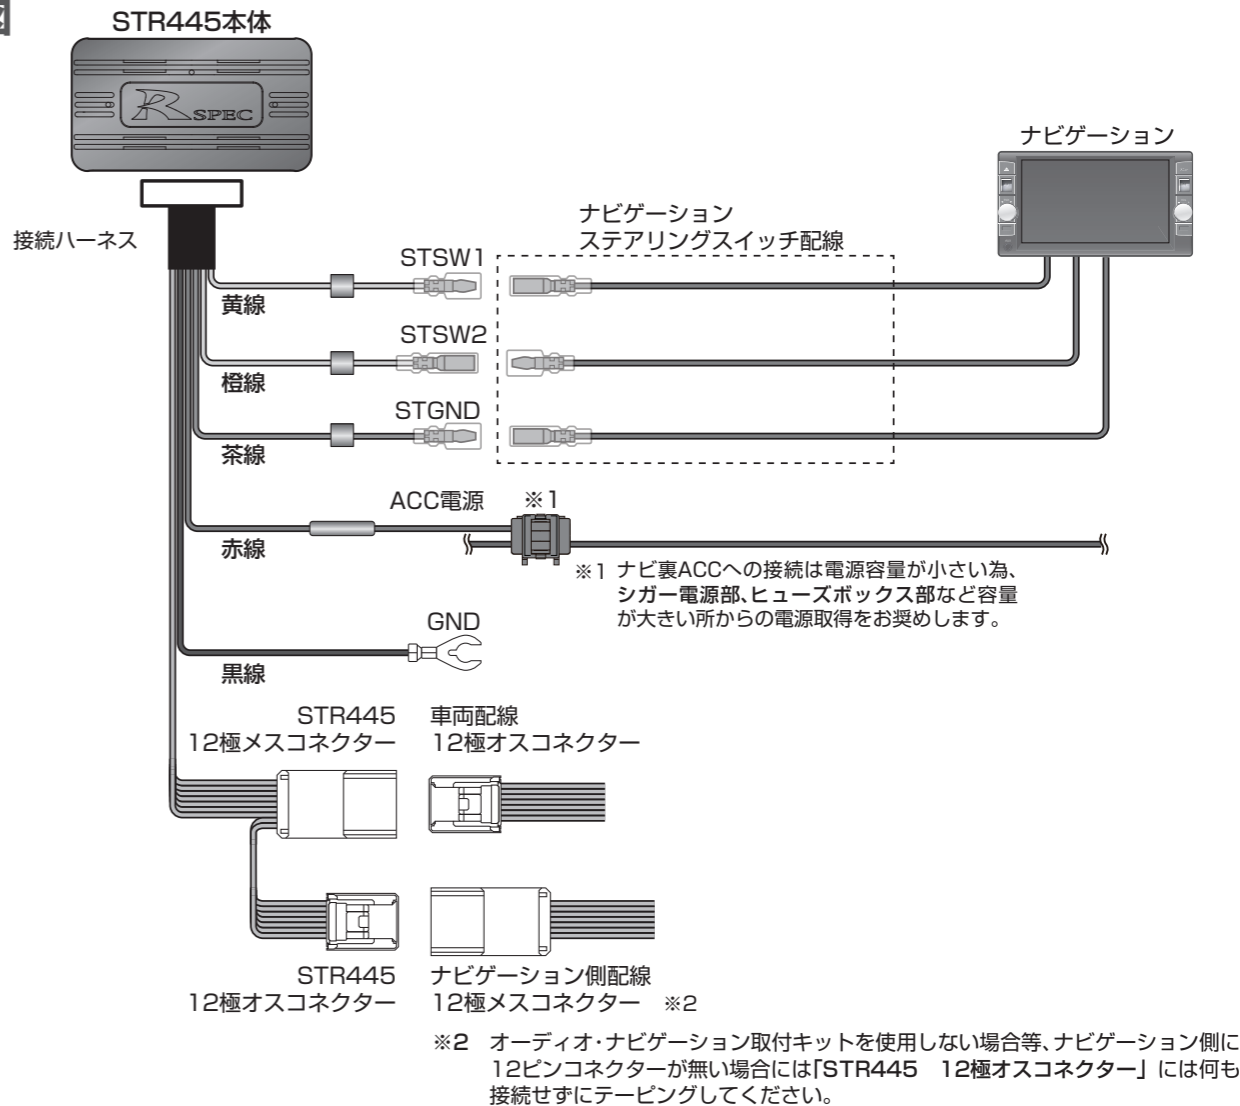 図
STR445本体
R SPEC
ナビゲーション
接続ハーネス
ナビゲーション
ステアリングスイッチ配線
STSW1
黄線
STSW2
橙線
STGND
茶線
ACC電源 ※1
赤線
※1 ナビ裏ACCへの接続は電源容量が小さい為、
シガー電源部、ヒューズボックス部など容量
が大きい所からの電源取得をお奨めします。
GND
黒線
STR445
12極メスコネクター
車両配線
12極オスコネクター
STR445
12極オスコネクター
ナビゲーション側配線
12極メスコネクター ※2
※2 オーディオ・ナビゲーション取付キットを使用しない場合等、ナビゲーション側に
12ピンコネクターが無い場合には「STR445 12極オスコネクター」には何も
接続せずにテーピングしてください。